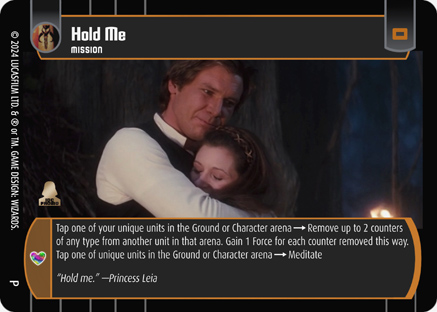 Hold Me
MISSION
© 2024 LUCASFILM LTD. & ® OR TM. GAME DESIGN: WIZARDS.
P
Tap one of your unique units in the Ground or Character arena → Remove up to 2 counters
of any type from another unit in that arena. Gain 1 Force for each counter removed this way.
Tap one of unique units in the Ground or Character arena → Meditate
“Hold me.” —Princess Leia